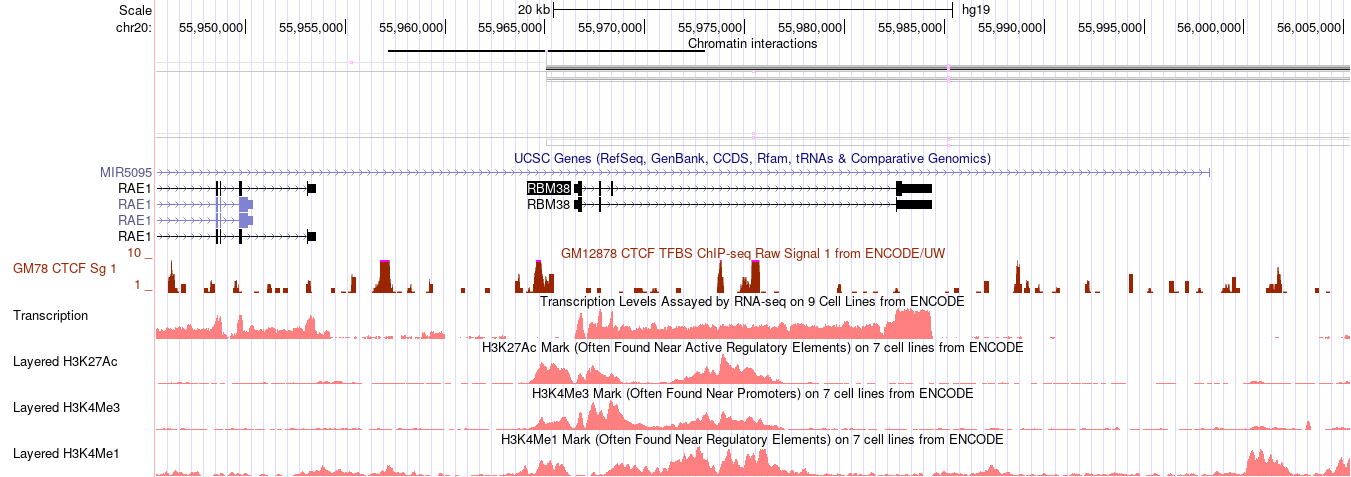 Scale 20 kb hg19
chr20: 55,950,000 55,955,000 55,960,000 55,965,000 55,970,000 55,975,000 55,980,000 55,985,000 55,990,000 55,995,000 56,000,000 56,005,000
Chromatin interactions
UCSC Genes (RefSeq, GenBank, CCDS, Rfam, tRNAs & Comparative Genomics)
MIR5095
RAE1 RBM38
RAE1 RBM38
RAE1
RAE1
10 _ GM12878 CTCF TFBS ChIP-seq Raw Signal 1 from ENCODE/UW
GM78 CTCF Sg 1
1 _
Transcription Levels Assayed by RNA-seq on 9 Cell Lines from ENCODE
Transcription
H3K27Ac Mark (Often Found Near Active Regulatory Elements) on 7 cell lines from ENCODE
Layered H3K27Ac
H3K4Me3 Mark (Often Found Near Promoters) on 7 cell lines from ENCODE
Layered H3K4Me3
H3K4Me1 Mark (Often Found Near Regulatory Elements) on 7 cell lines from ENCODE
Layered H3K4Me1